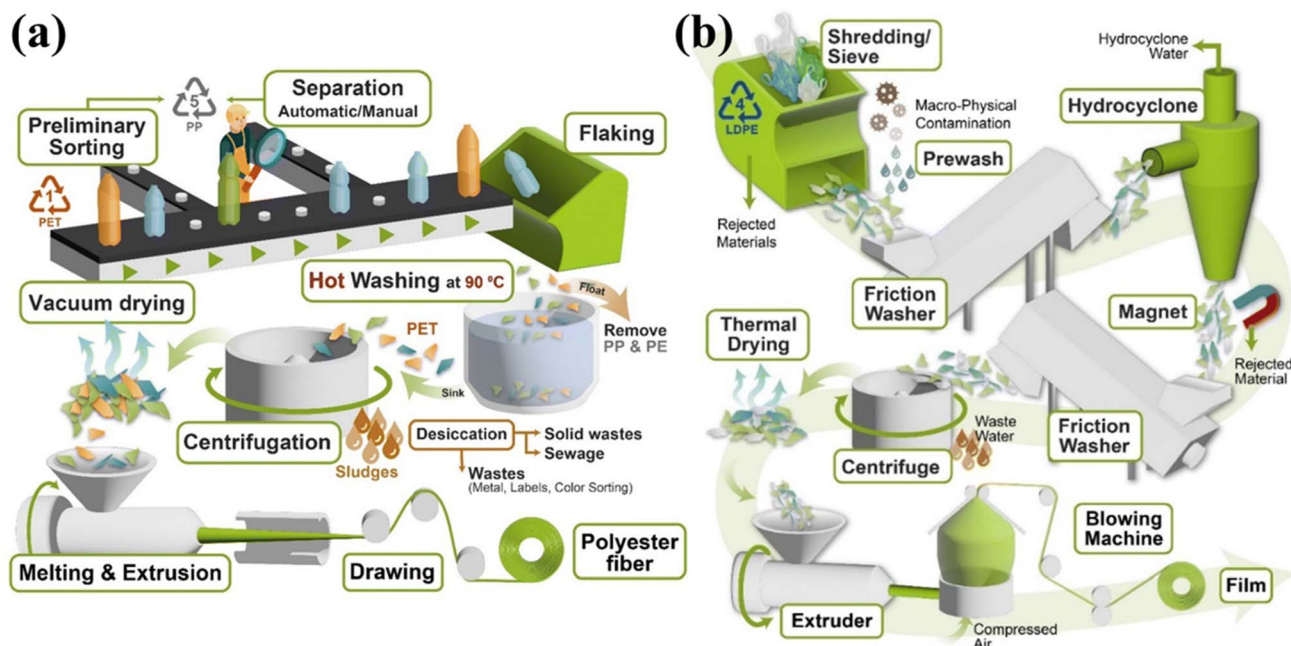 (a)
5
PP
Separation
Automatic/Manual
Preliminary
Sorting
Flaking
1
PET
Hot Washing at 90 ºC
Float
Remove
PP & PE
Vacuum drying
PET
Sink
Centrifugation
Sludges
Desiccation
Solid wastes
Sewage
Wastes
(Metal, Labels, Color Sorting)
Melting & Extrusion
Drawing
Polyester
fiber
(b)
Shredding/
Sieve
4
LDPE
Macro-Physical
Contamination
Prewash
Rejected
Materials
Hydrocyclone
Water
Hydrocyclone
Friction
Washer
Magnet
Rejected
Material
Thermal
Drying
Friction
Washer
Waste
Water
Centrifuge
Blowing
Machine
Extruder
Compressed
Air
Film